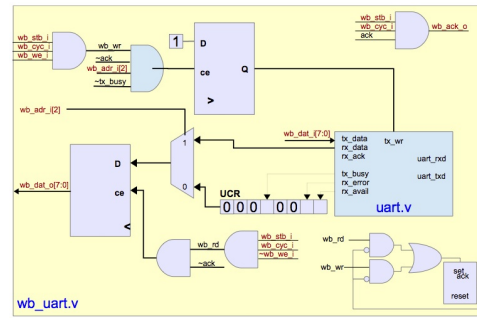 wb_stb_i
wb_cyc_i
wb_we_i
wb_wr
~ack
wb_adr_i[2]
~tx_busy
1
D
ce
Q
>
wb_stb_i
wb_cyc_i
ack
wb_ack_o
wb_adr_i[2]
wb_dat_i[7:0]
tx_data
rx_data
rx_ack
tx_busy
rx_error
rx_avail
tx_wr
uart_rxd
uart_txd
uart.v
1
0
D
ce
<
wb_dat_o[7:0]
UCR
0 0 0 0 0
wb_rd
~ack
wb_stb_i
wb_cyc_i
~wb_we_i
wb_rd
wb_wr
set
ack
reset
wb_uart.v